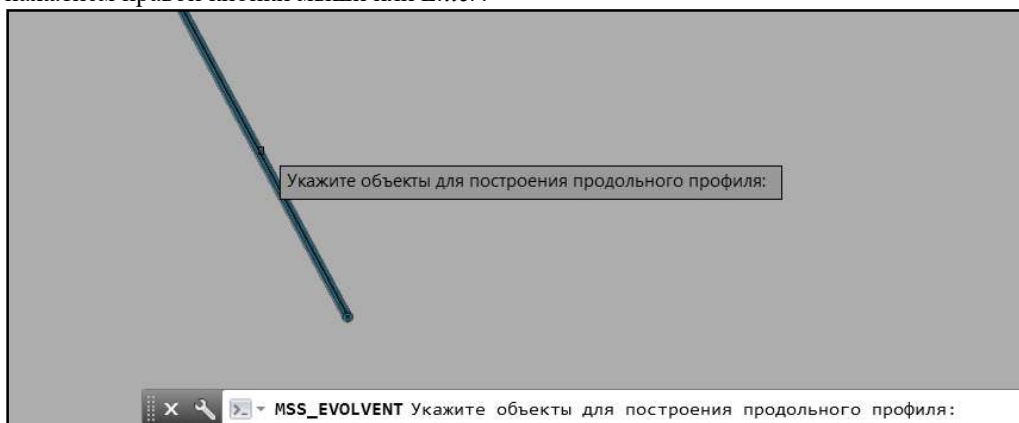 Укажите объекты для построения продольного профиля:
MSS_EVOLVENT Укажите объекты для построения продольного профиля: